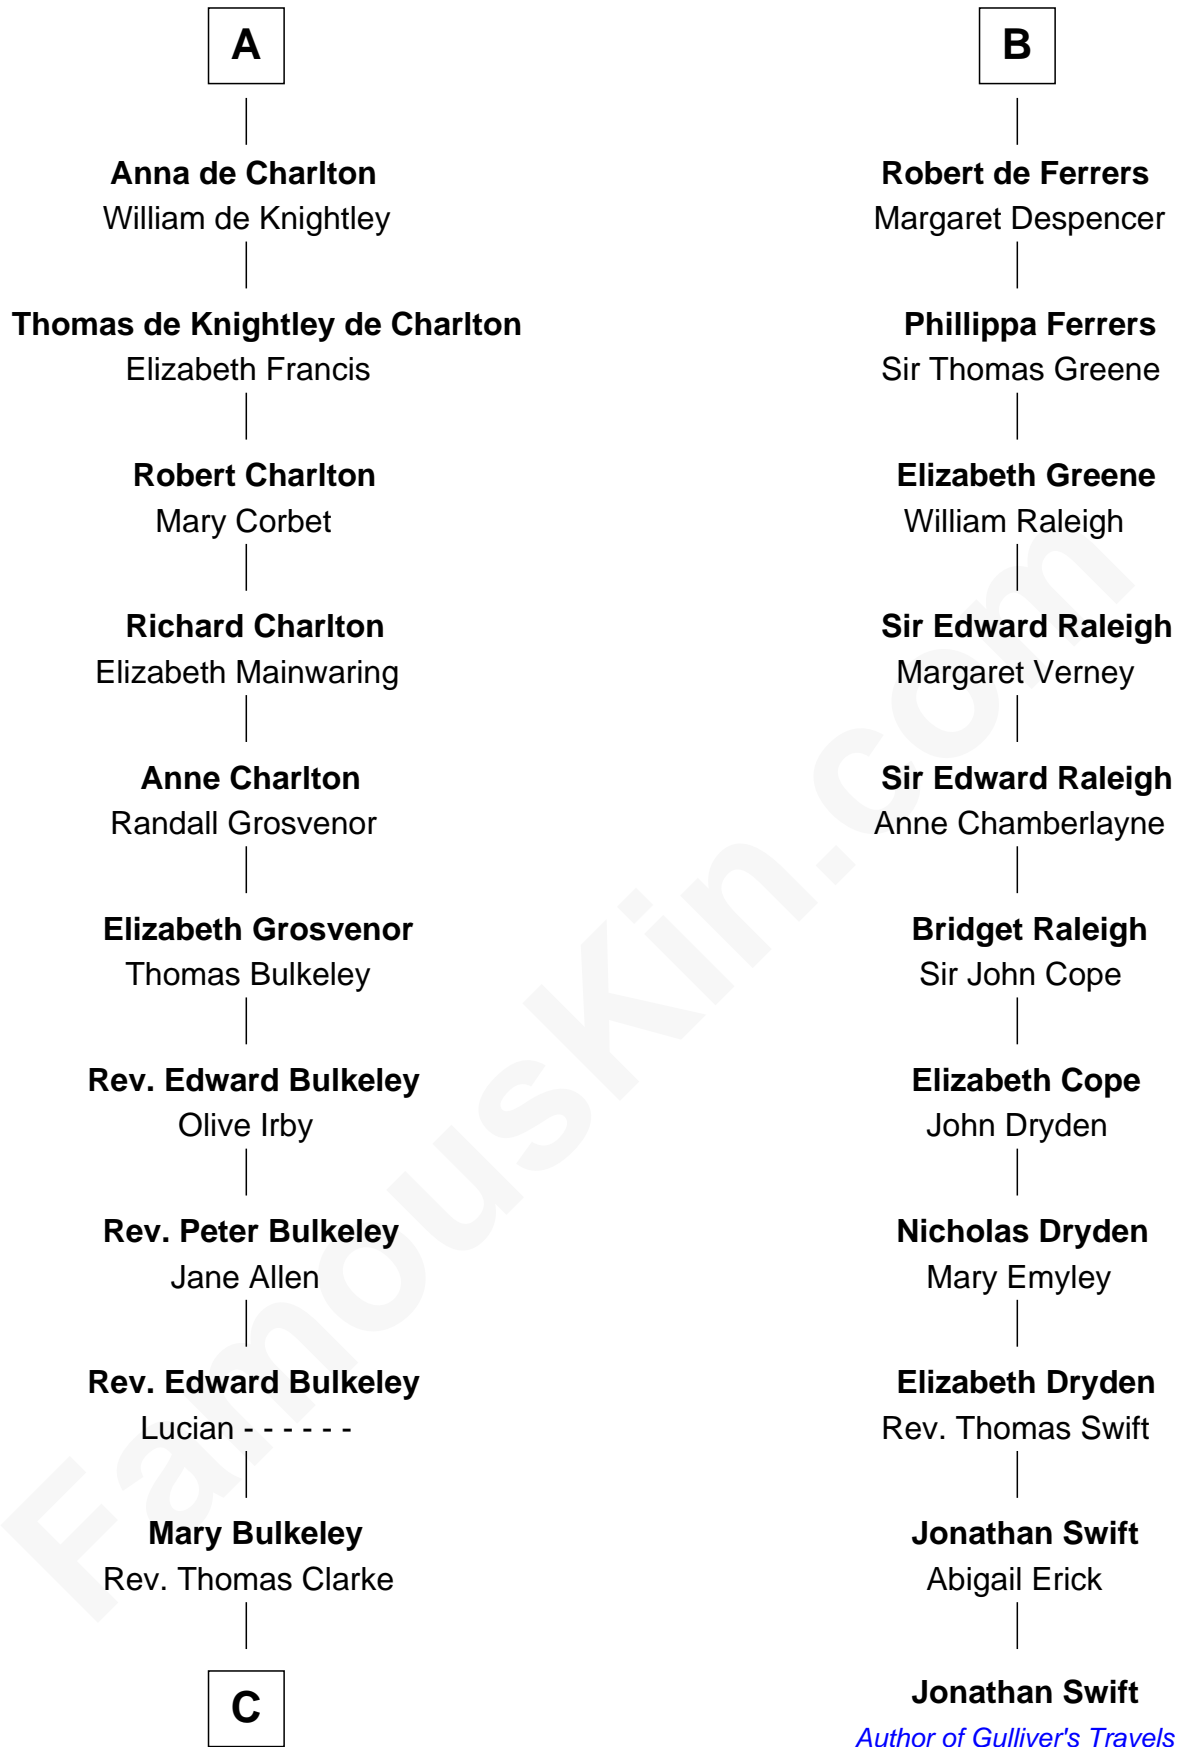 A
Anna de Charlton
William de Knightley
Thomas de Knightley de Charlton
Elizabeth Francis
Robert Charlton
Mary Corbet
Richard Charlton
Elizabeth Mainwaring
Anne Charlton
Randall Grosvenor
Elizabeth Grosvenor
Thomas Bulkeley
Rev. Edward Bulkeley
Olive Irby
Rev. Peter Bulkeley
Jane Allen
Rev. Edward Bulkeley
Lucian - - - - - -
Mary Bulkeley
Rev. Thomas Clarke
C
B
Robert de Ferrers
Margaret Despencer
Phillippa Ferrers
Sir Thomas Greene
Elizabeth Greene
William Raleigh
Sir Edward Raleigh
Margaret Verney
Sir Edward Raleigh
Anne Chamberlayne
Bridget Raleigh
Sir John Cope
Elizabeth Cope
John Dryden
Nicholas Dryden
Mary Emyley
Elizabeth Dryden
Rev. Thomas Swift
Jonathan Swift
Abigail Erick
Jonathan Swift
Author of Gulliver's Travels
FamousKin.com